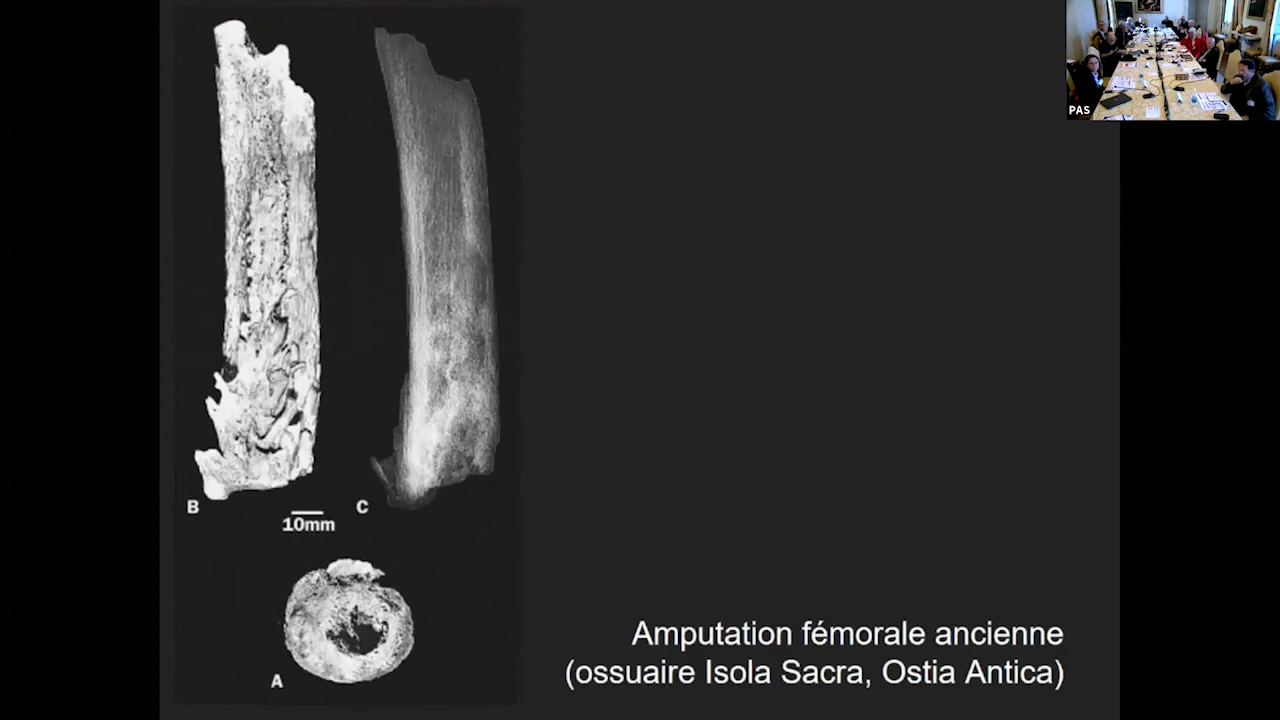 PAS
B
C
10mm
A
Amputation fémorale ancienne
(ossuaire Isola Sacra, Ostia Antica)